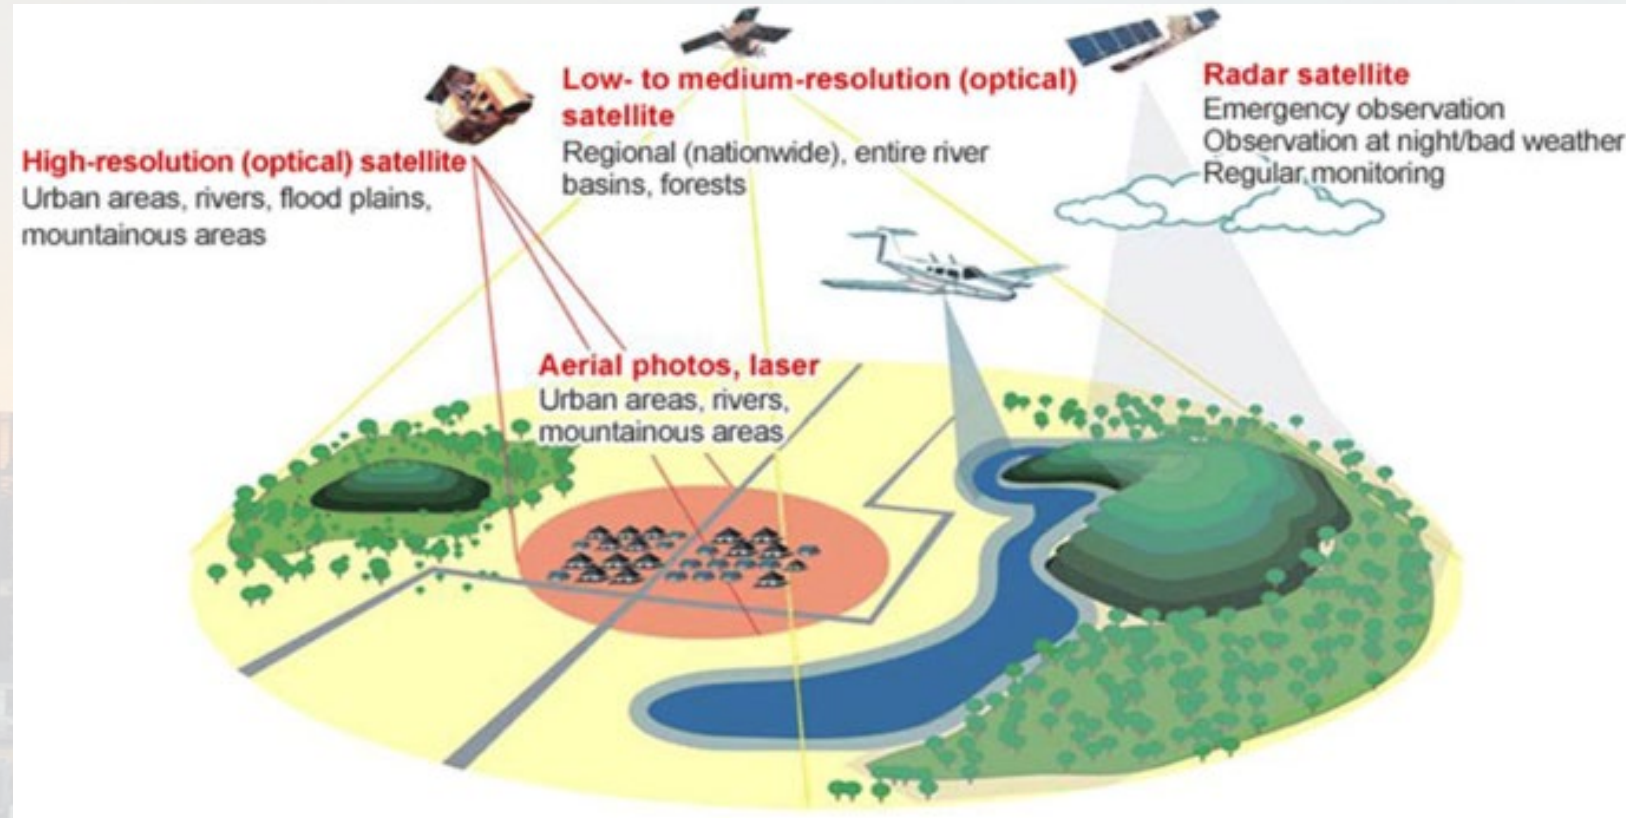 High-resolution (optical) satellite
Urban areas, rivers, flood plains,
mountainous areas
Low- to medium-resolution (optical)
satellite
Regional (nationwide), entire river
basins, forests
Radar satellite
Emergency observation
Observation at night/bad weather
Regular monitoring
Aerial photos, laser
Urban areas, rivers,
mountainous areas